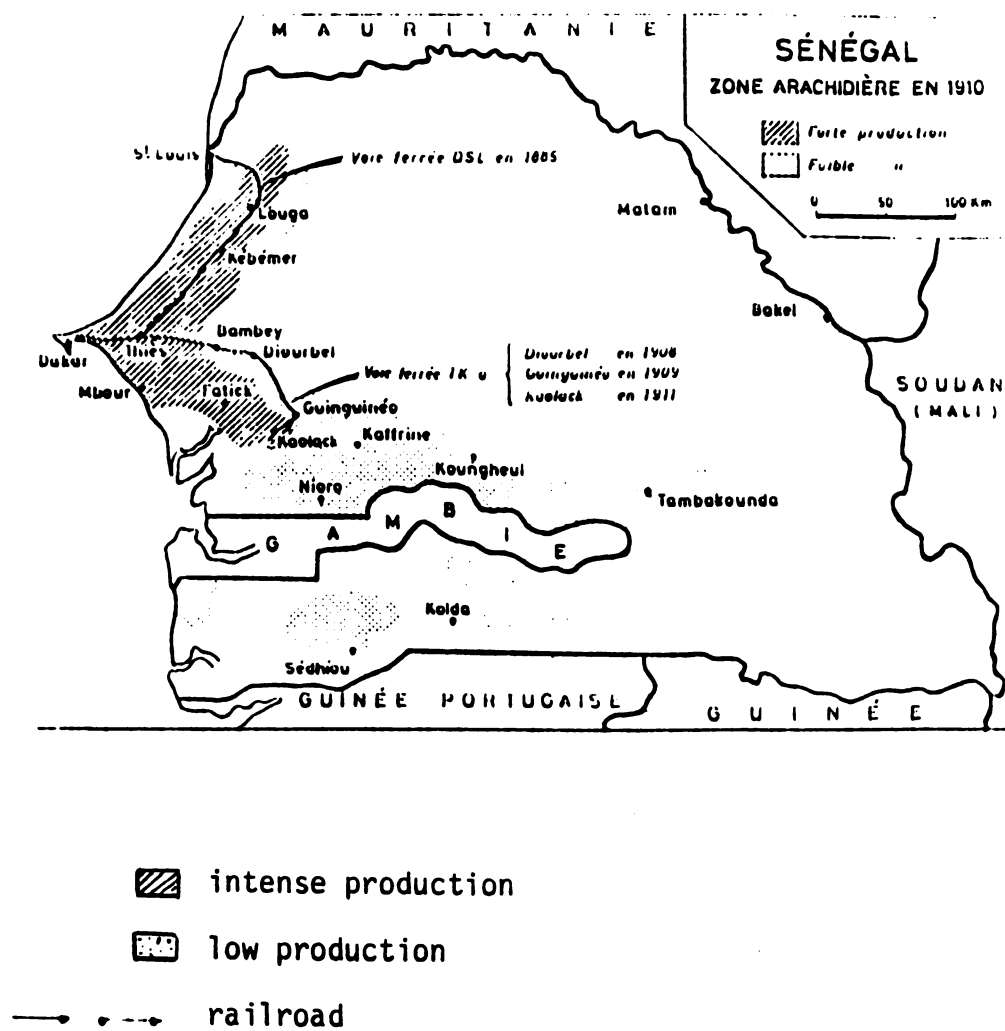 MAURITANIE
SÉNÉGAL
ZONE ARACHIDIÈRE EN 1910
Forte production
Faible "
0 50 100 Km
St Louis
Voie ferrée DSL en 1885
Louga
Matam
Kébémer
Bakel
Dakar
Thiès
Bambey
Diourbel
Mbour
Fatick
Voie ferrée TK à
Diourbel en 1908
Guinguinéo en 1909
Kaolack en 1911
SOUDAN
(MALI)
Guinguinéo
Kaolack
Kaffrine
Koungheul
Nioro
Tambakounda
GAMBIE
Kolda
Sédhiou
GUINÉE PORTUGAISE
GUINÉE
intense production
low production
railroad